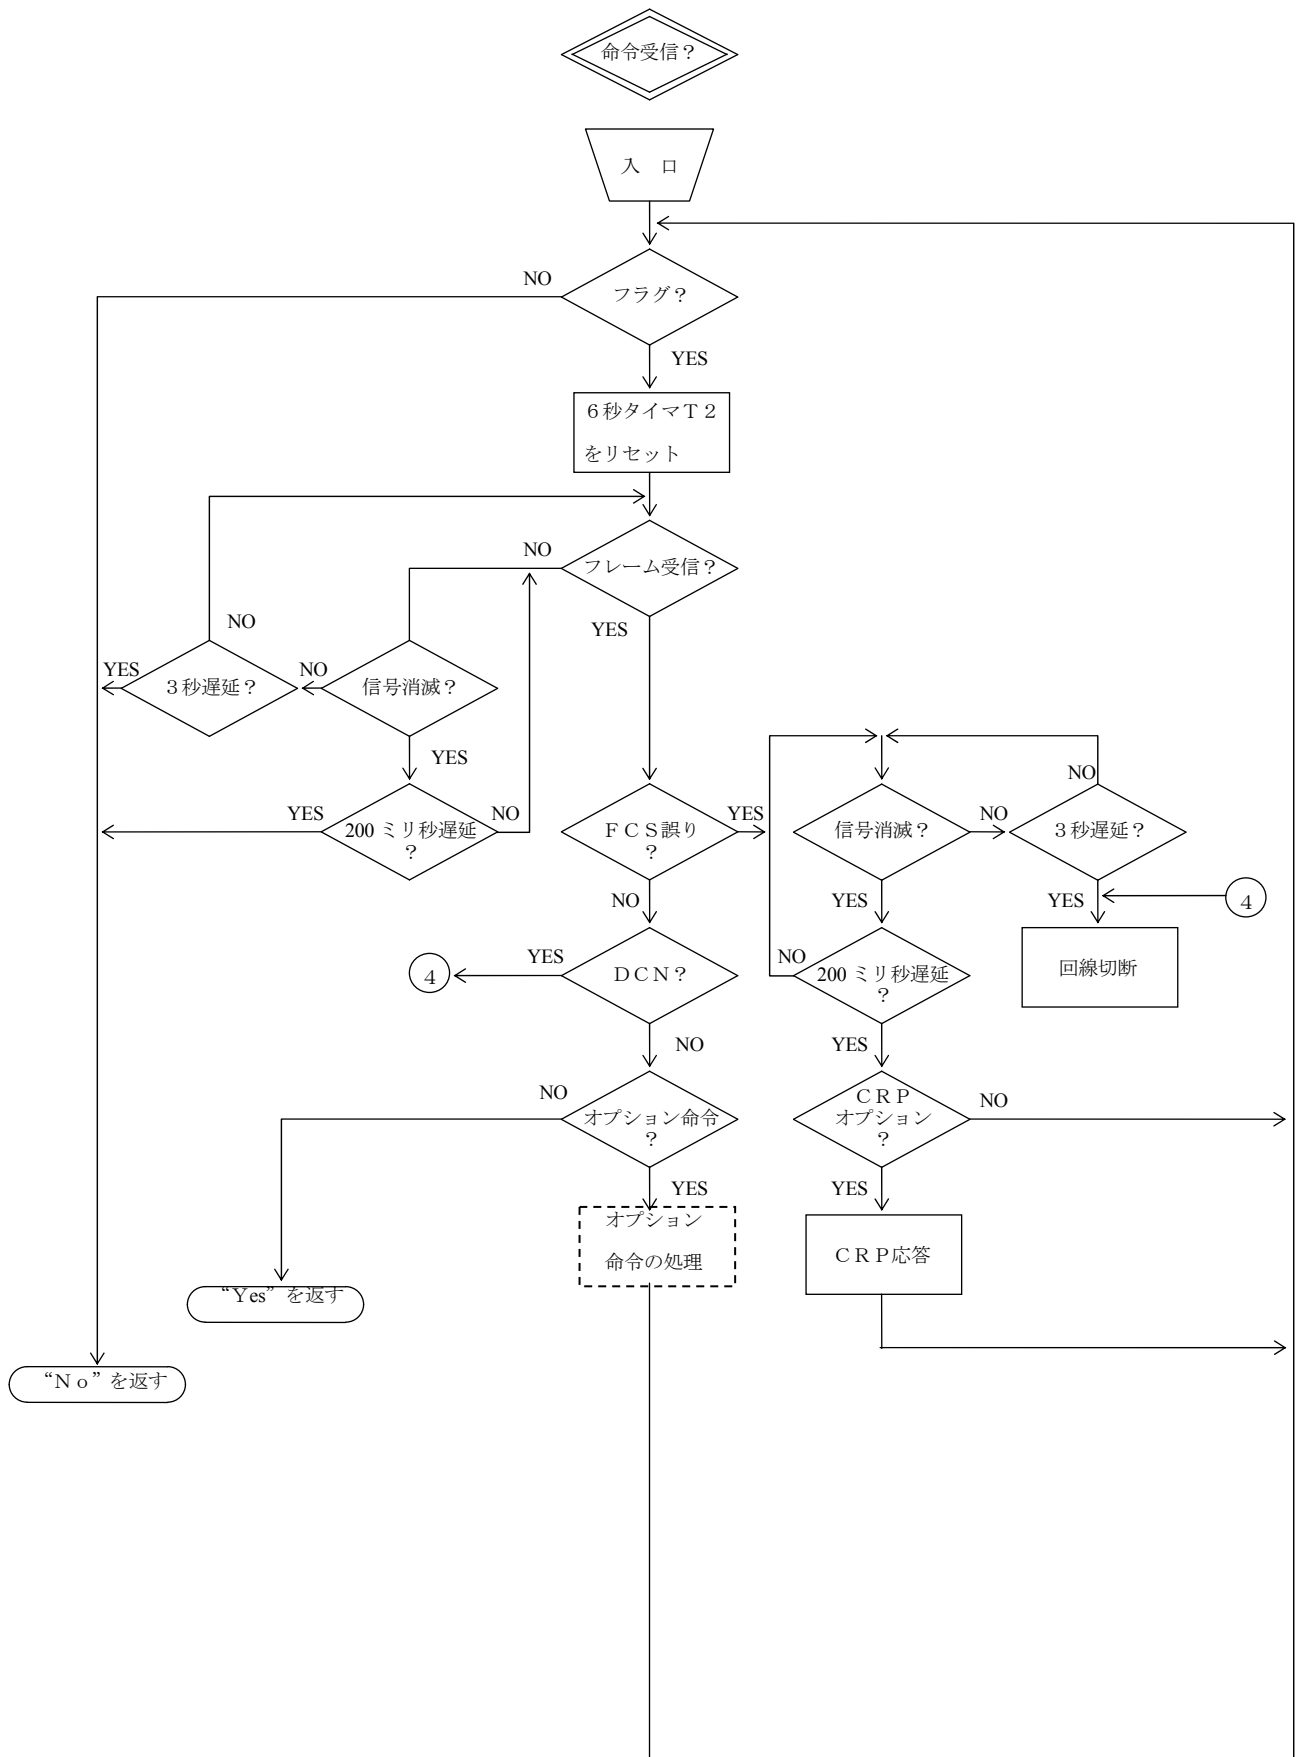 命令受信？
入　口
NO
フラグ？
YES
６秒タイマＴ２
をリセット
NO
フレーム受信？
YES
NO
YES
３秒遅延？
NO
信号消滅？
YES
YES
200 ミリ秒遅延
？
NO
ＦＣＳ誤り
？
YES
信号消滅？
NO
３秒遅延？
NO
NO
YES
YES
4
YES
4
ＤＣＮ？
NO
200 ミリ秒遅延
？
回線切断
NO
YES
NO
オプション命令
？
ＣＲＰ
オプション
？
NO
YES
YES
オプション
命令の処理
ＣＲＰ応答
“Yes”を返す
“Ｎｏ”を返す